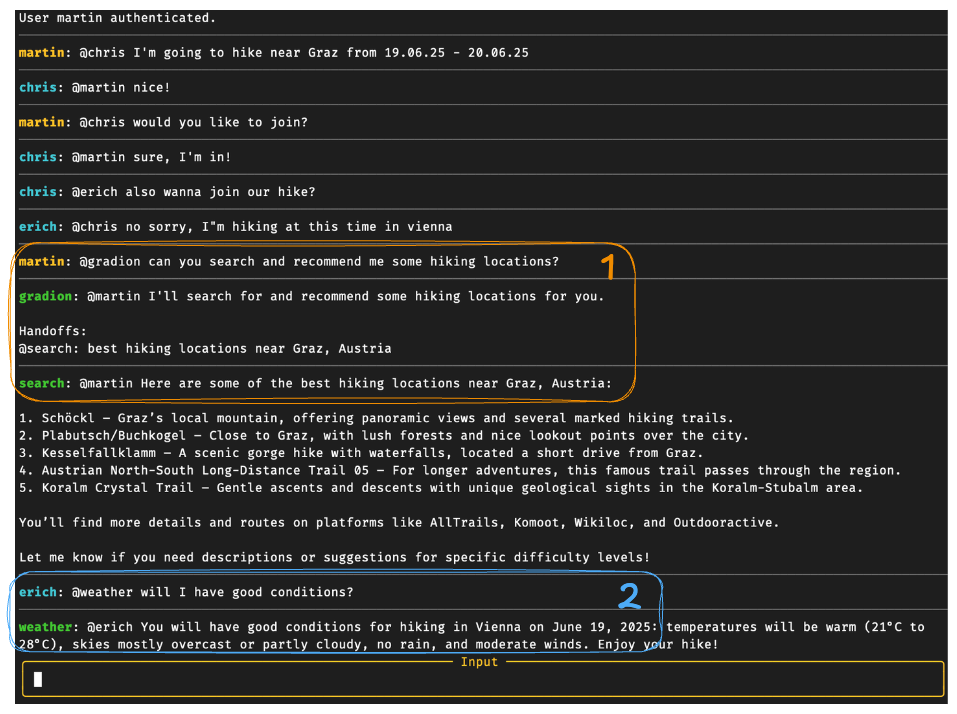 User martin authenticated.
martin: @chris I'm going to hike near Graz from 19.06.25 - 20.06.25
chris: @martin nice!
martin: @chris would you like to join?
chris: @martin sure, I'm in!
chris: @erich also wanna join our hike?
erich: @chris no sorry, I"m hiking at this time in vienna
martin: @gradion can you search and recommend me some hiking locations?
1
gradion: @martin I'll search for and recommend some hiking locations for you.
Handoffs:
@search: best hiking locations near Graz, Austria
search: @martin Here are some of the best hiking locations near Graz, Austria:
1. Schöckl – Graz’s local mountain, offering panoramic views and several marked hiking trails.
2. Plabutsch/Buchkogel – Close to Graz, with lush forests and nice lookout points over the city.
3. Kesselfallklamm – A scenic gorge hike with waterfalls, located a short drive from Graz.
4. Austrian North-South Long-Distance Trail 05 – For longer adventures, this famous trail passes through the region.
5. Koralm Crystal Trail – Gentle ascents and descents with unique geological sights in the Koralm-Stubalm area.
You’ll find more details and routes on platforms like AllTrails, Komoot, Wikiloc, and Outdooractive.
Let me know if you need descriptions or suggestions for specific difficulty levels!
erich: @weather will I have good conditions?
2
weather: @erich You will have good conditions for hiking in Vienna on June 19, 2025: temperatures will be warm (21°C to
28°C), skies mostly overcast or partly cloudy, no rain, and moderate winds. Enjoy your hike!
Input